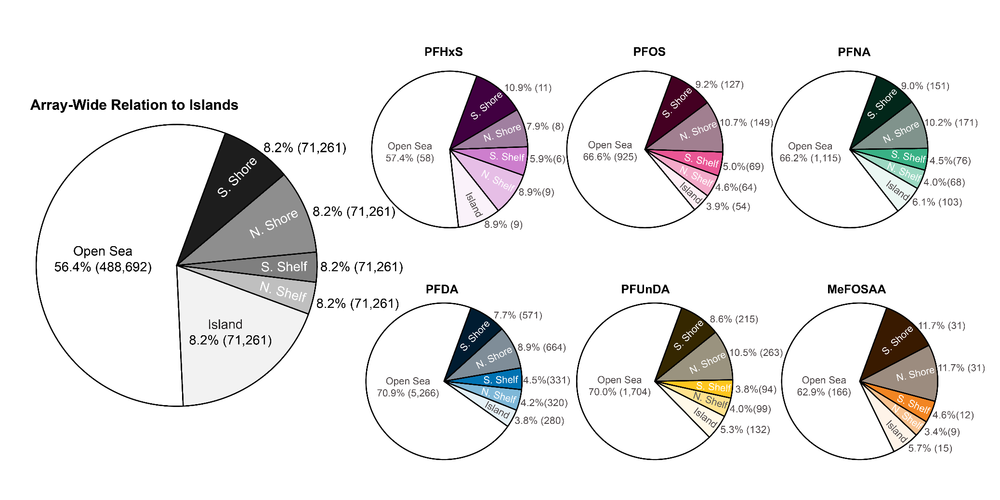 Array-Wide Relation to Islands
Open Sea
56.4% (488,692)
S. Shore
8.2% (71,261)
N. Shore
8.2% (71,261)
S. Shelf
8.2% (71,261)
N. Shelf
8.2% (71,261)
Island
8.2% (71,261)
PFHxS
Open Sea
57.4% (58)
S. Shore
10.9% (11)
N. Shore
7.9% (8)
S. Shelf
5.9%(6)
N. Shelf
8.9%(9)
Island
8.9% (9)
PFOS
Open Sea
66.6% (925)
S. Shore
9.2% (127)
N. Shore
10.7% (149)
S. Shelf
5.0%(69)
N. Shelf
4.6%(64)
Island
3.9% (54)
PFNA
Open Sea
66.2% (1,115)
S. Shore
9.0% (151)
N. Shore
10.2% (171)
S. Shelf
4.5%(76)
N. Shelf
4.0%(68)
Island
6.1% (103)
PFDA
Open Sea
70.9% (5,266)
S. Shore
7.7% (571)
N. Shore
8.9% (664)
S. Shelf
4.5%(331)
N. Shelf
4.2%(320)
Island
3.8% (280)
PFUnDA
Open Sea
70.0% (1,704)
S. Shore
8.6% (215)
N. Shore
10.5% (263)
S. Shelf
3.8%(94)
N. Shelf
4.0%(99)
Island
5.3% (132)
MeFOSAA
Open Sea
62.9% (166)
S. Shore
11.7% (31)
N. Shore
11.7% (31)
S. Shelf
4.6%(12)
N. Shelf
3.4%(9)
Island
5.7% (15)